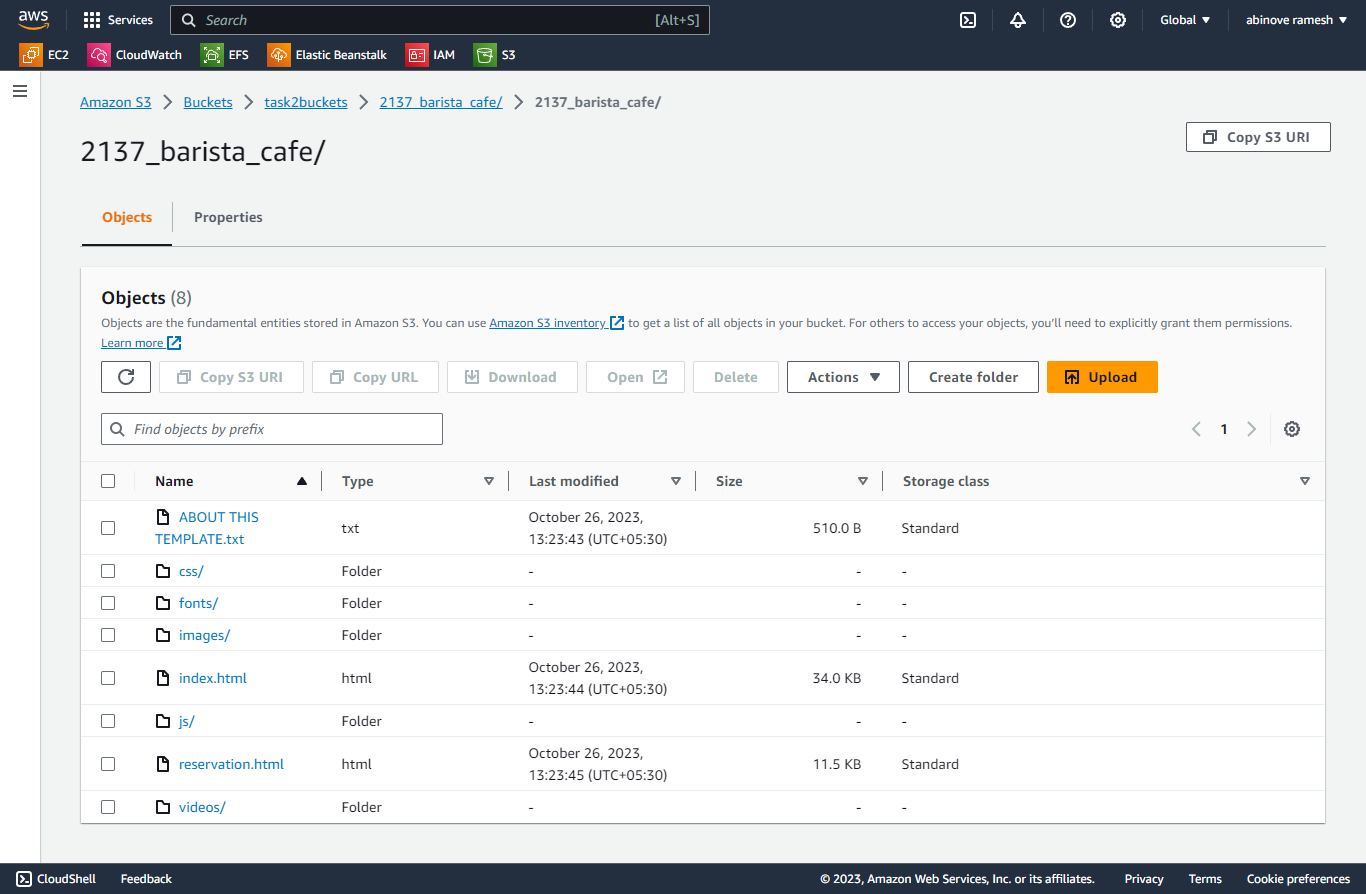 aws Services Search [Alt+S] Global ▼ abinove ramesh ▼
EC2 CloudWatch EFS Elastic Beanstalk IAM S3
Amazon S3 > Buckets > task2buckets > 2137_barista_cafe/ > 2137_barista_cafe/
2137_barista_cafe/
Copy S3 URI
Objects Properties
Objects (8)
Objects are the fundamental entities stored in Amazon S3. You can use Amazon S3 inventory to get a list of all objects in your bucket. For others to access your objects, you'll need to explicitly grant them permissions.
Learn more
Copy S3 URI Copy URL Download Open Delete Actions ▼ Create folder Upload
Find objects by prefix
1
Name ▲ Type ▽ Last modified ▽ Size ▽ Storage class ▽
ABOUT THIS
TEMPLATE.txt txt October 26, 2023,
13:23:43 (UTC+05:30) 510.0 B Standard
css/ Folder - - -
fonts/ Folder - - -
images/ Folder - - -
index.html html October 26, 2023,
13:23:44 (UTC+05:30) 34.0 KB Standard
js/ Folder - - -
reservation.html html October 26, 2023,
13:23:45 (UTC+05:30) 11.5 KB Standard
videos/ Folder - - -
CloudShell Feedback © 2023, Amazon Web Services, Inc. or its affiliates. Privacy Terms Cookie preferences